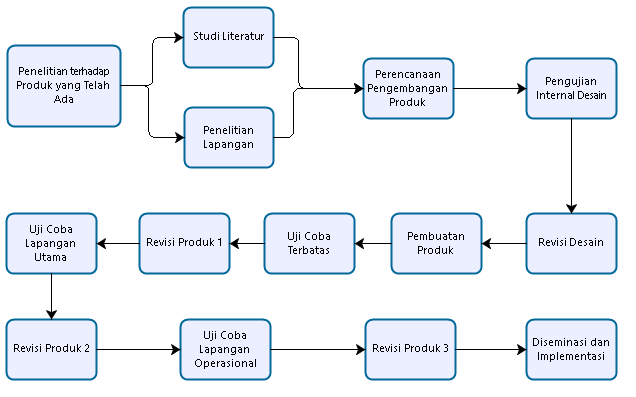 Penelitian terhadap
Produk yang Telah
Ada
Studi Literatur
Penelitian
Lapangan
Perencanaan
Pengembangan
Produk
Pengujian
Internal Desain
Revisi Desain
Pembuatan
Produk
Uji Coba
Terbatas
Revisi Produk 1
Uji Coba
Lapangan
Utama
Revisi Produk 2
Uji Coba
Lapangan
Operasional
Revisi Produk 3
Diseminasi dan
Implementasi